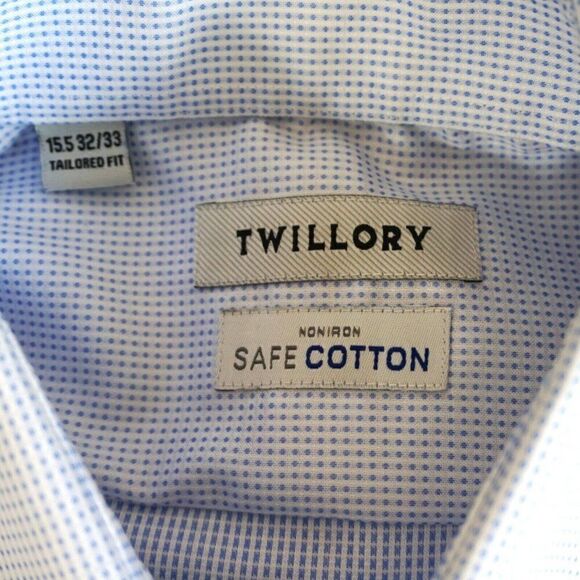 15.5 32/33
TAILORED FIT
TWILLORY
NONIRON
SAFE COTTON